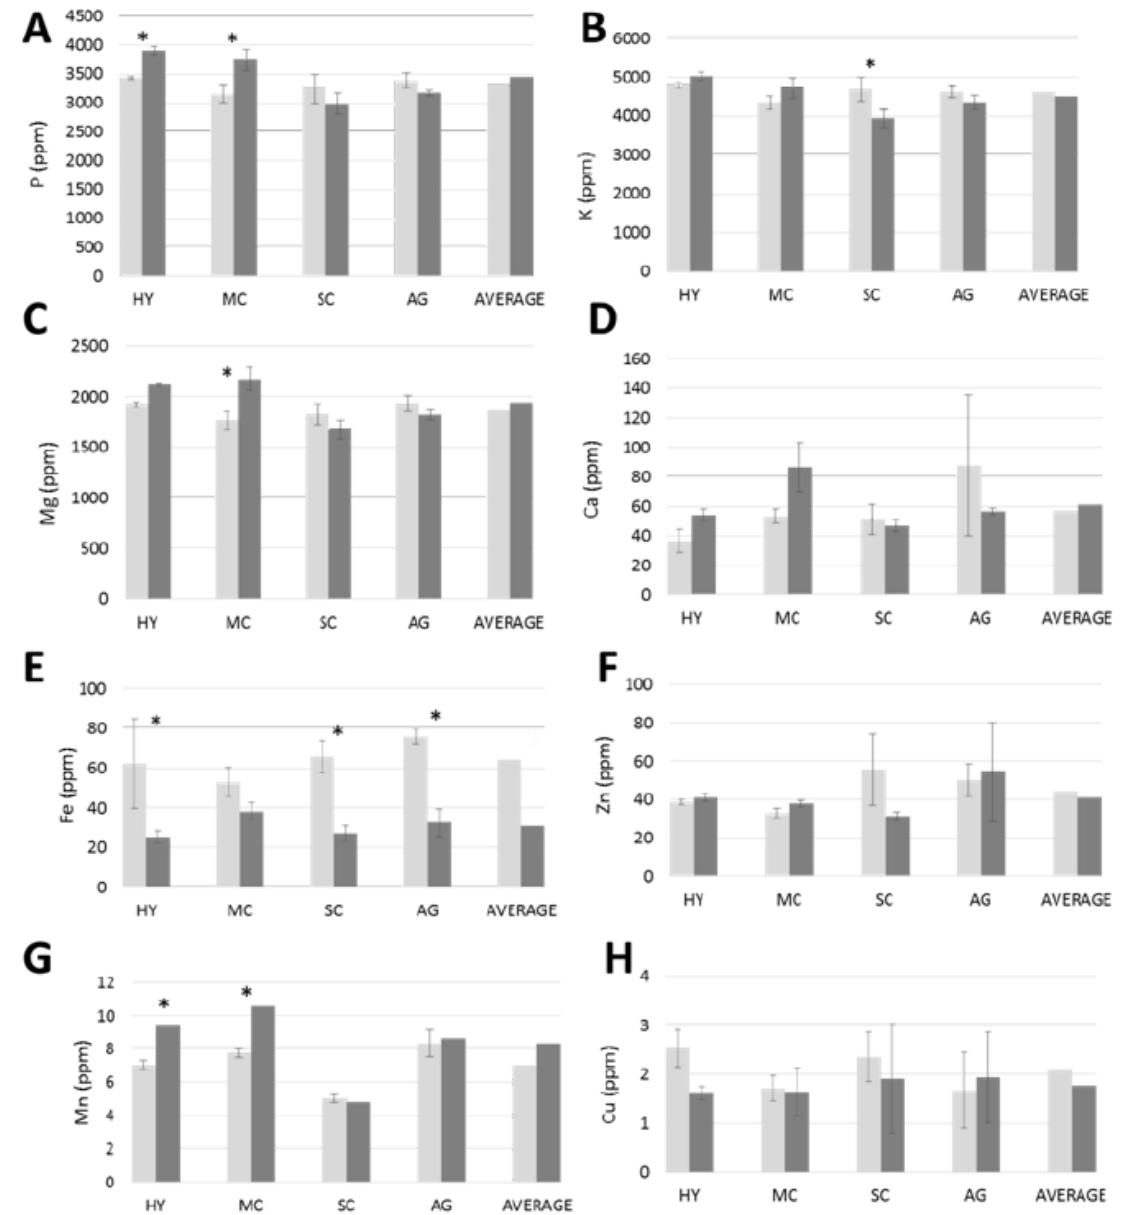 A
P (ppm)
4500
4000
3500
3000
2500
2000
1500
1000
500
0
* *
HY MC SC AG AVERAGE
B
K (ppm)
6000
5000
4000
3000
2000
1000
0
*
HY MC SC AG AVERAGE
C
Mg (ppm)
2500
2000
1500
1000
500
0
*
HY MC SC AG AVERAGE
D
Ca (ppm)
160
140
120
100
80
60
40
20
0
HY MC SC AG AVERAGE
E
Fe (ppm)
100
80
60
40
20
0
* * *
HY MC SC AG AVERAGE
F
Zn (ppm)
100
80
60
40
20
0
HY MC SC AG AVERAGE
G
Mn (ppm)
12
10
8
6
4
2
0
* *
HY MC SC AG AVERAGE
H
Cu (ppm)
4
3
2
1
0
HY MC SC AG AVERAGE